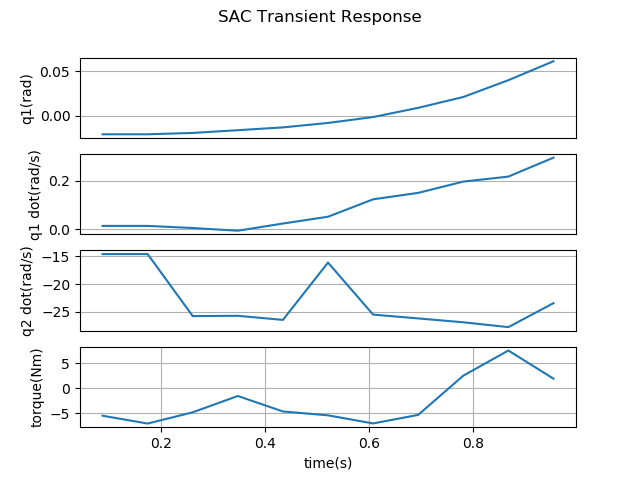 SAC Transient Response
q1(rad)
0.05
0.00
q1 dot(rad/s)
0.2
0.0
q2 dot(rad/s)
−15
−20
−25
torque(Nm)
5
0
−5
0.2 0.4 0.6 0.8
time(s)